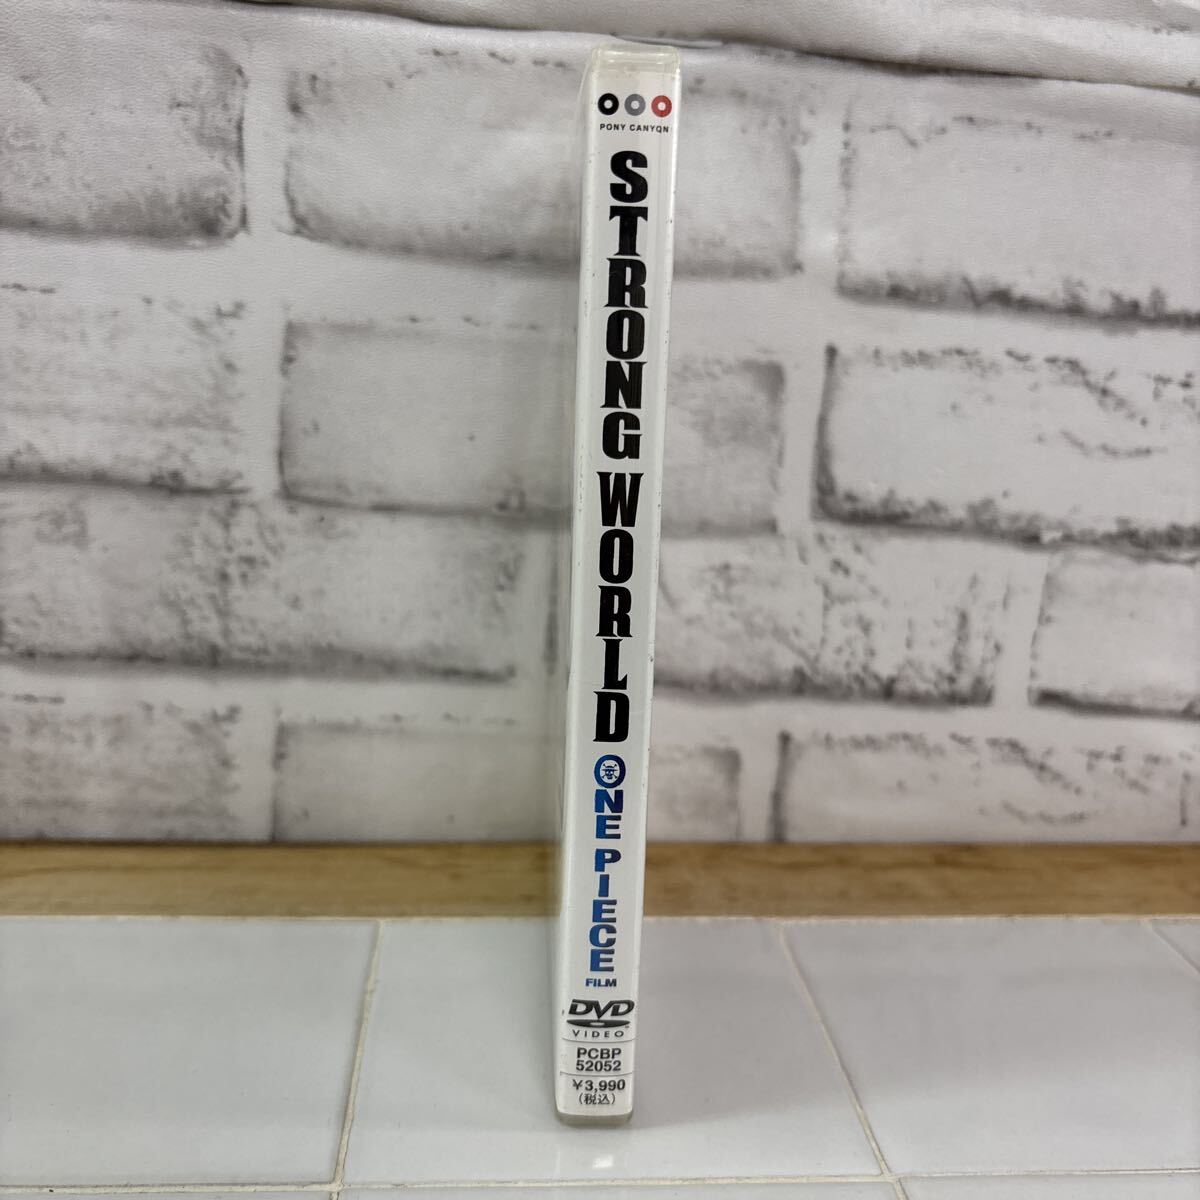 PONY CANYON
STRONG WORLD
ONE PIECE
FILM
DVD
VIDEO
PCBP
52052
¥3,990
(税込)